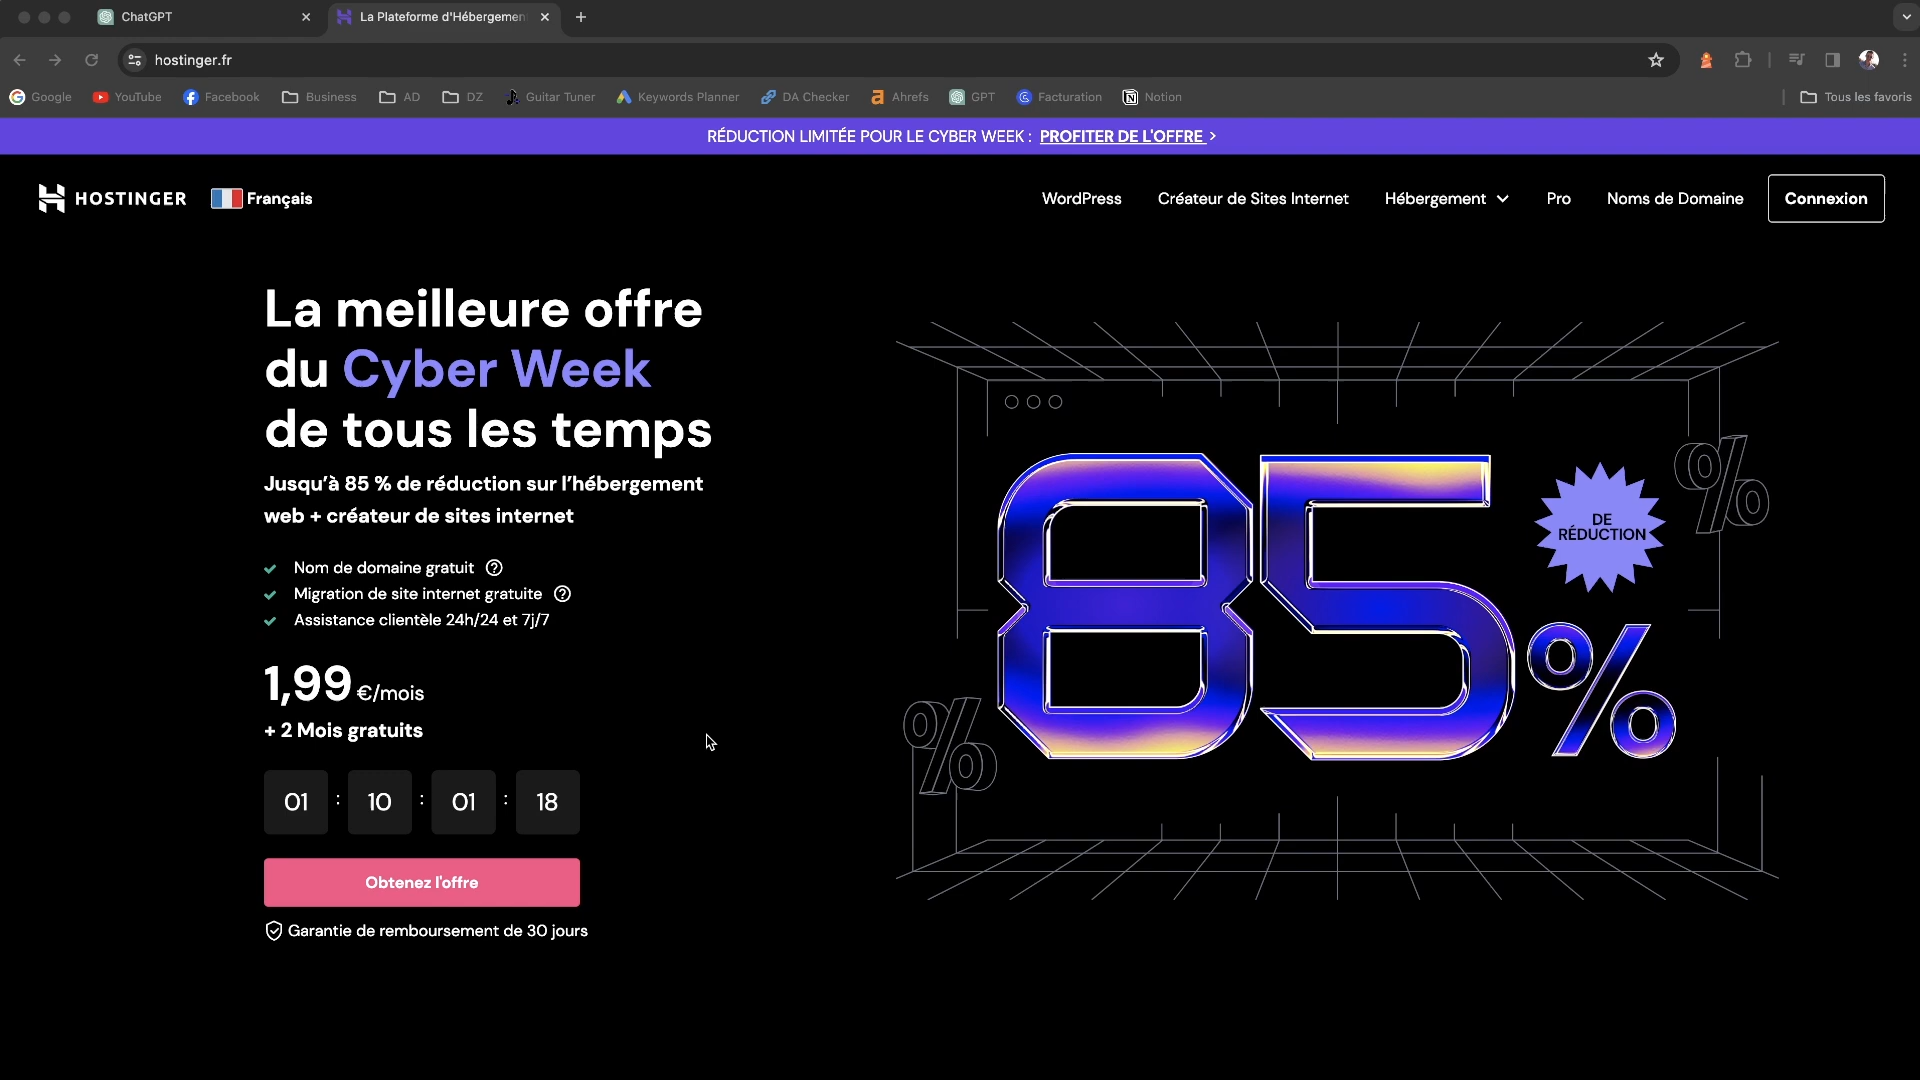 ChatGPT
La Plateforme d'Hébergemen
hostinger.fr
Google
YouTube
Facebook
Business
AD
DZ
Guitar Tuner
Keywords Planner
DA Checker
Ahrefs
GPT
Facturation
Notion
Tous les favoris
RÉDUCTION LIMITÉE POUR LE CYBER WEEK : PROFITER DE L'OFFRE >
HOSTINGER
Français
WordPress
Créateur de Sites Internet
Hébergement
Pro
Noms de Domaine
Connexion
La meilleure offre
du Cyber Week
de tous les temps
Jusqu'à 85 % de réduction sur l'hébergement
web + créateur de sites internet
Nom de domaine gratuit
Migration de site internet gratuite
Assistance clientèle 24h/24 et 7j/7
1,99 €/mois
+ 2 Mois gratuits
01 : 10 : 01 : 18
Obtenez l'offre
Garantie de remboursement de 30 jours
85%
DE
RÉDUCTION
%
%